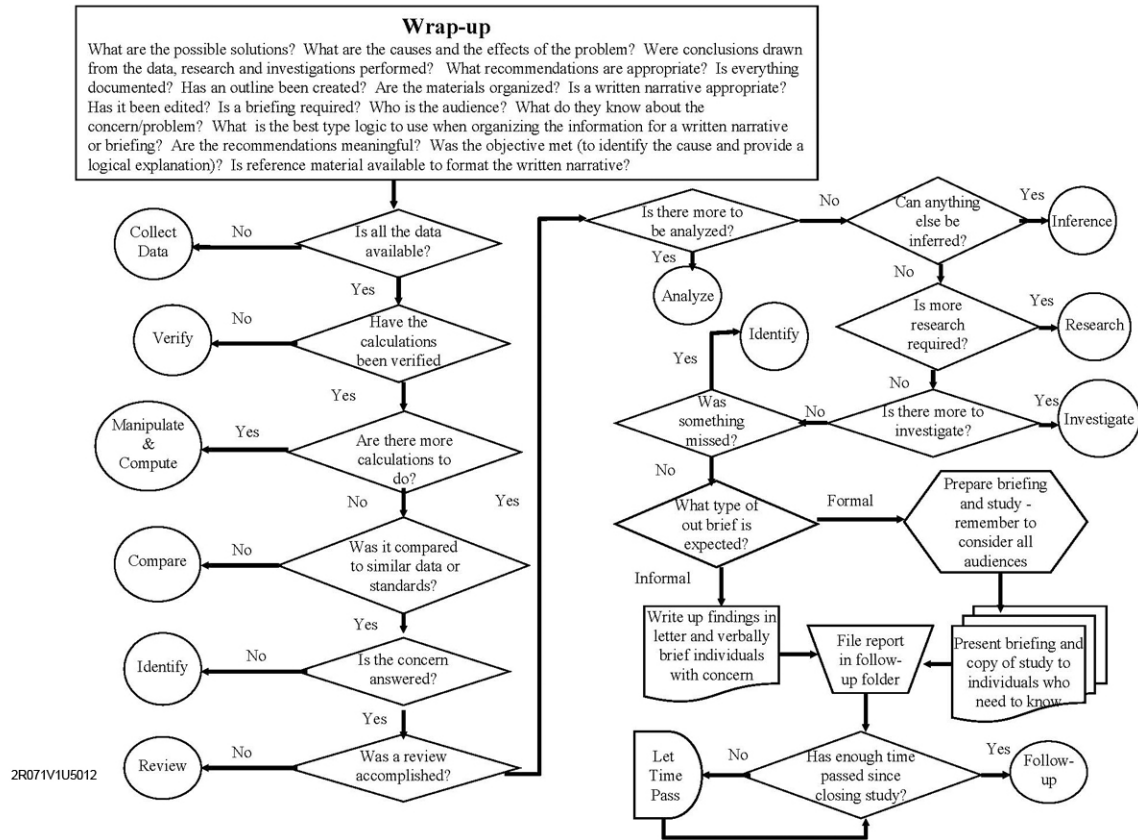 Wrap-up
What are the possible solutions? What are the causes and the effects of the problem? Were conclusions drawn
from the data, research and investigations performed? What recommendations are appropriate? Is everything
documented? Has an outline been created? Are the materials organized? Is a written narrative appropriate?
Has it been edited? Is a briefing required? Who is the audience? What do they know about the
concern/problem? What is the best type logic to use when organizing the information for a written narrative
or briefing? Are the recommendations meaningful? Was the objective met (to identify the cause and provide a
logical explanation)? Is reference material available to format the written narrative?
Collect
Data
No
Is all the data
available?
Yes
Verify
No
Have the
calculations
been verified
Yes
Manipulate
&
Compute
Yes
Are there more
calculations to
do?
No
Yes
Compare
No
Was it compared
to similar data or
standards?
Yes
Identify
No
Is the concern
answered?
Yes
Review
No
Was a review
accomplished?
2R071V1U5012
Is there more to
be analyzed?
No
Yes
Analyze
Can anything
else be
inferred?
Yes
Inference
No
Is more
research
required?
Yes
Research
No
Is there more to
investigate?
Yes
Investigate
No
Was
something
missed?
Yes
Identify
No
What type of
out brief is
expected?
Formal
Prepare briefing
and study -
remember to
consider all
audiences
Informal
Write up findings in
letter and verbally
brief individuals
with concern
File report
in follow-
up folder
Present briefing and
copy of study to
individuals who
need to know
Has enough time
passed since
closing study?
No
Let
Time
Pass
Yes
Follow-
up